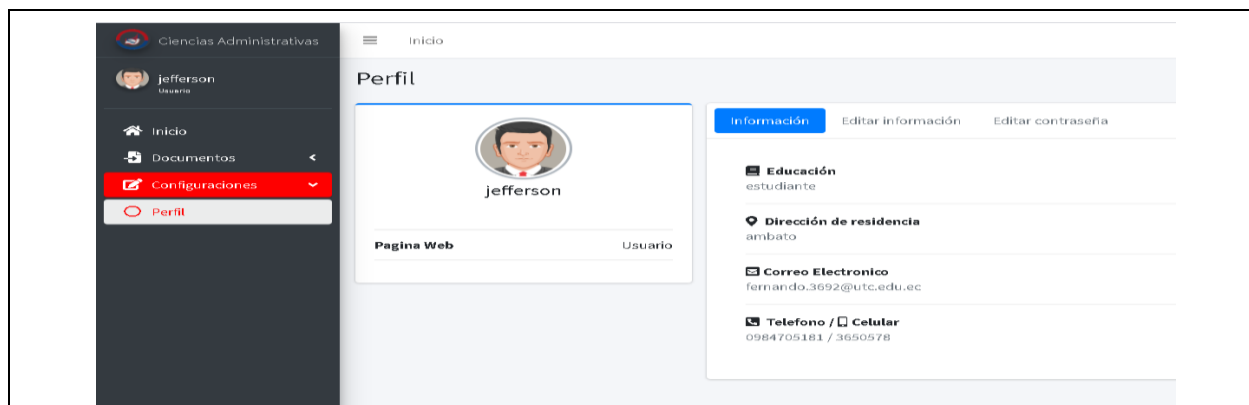 Ciencias Administrativas
jefferson
Usuario
Inicio
Documentos
Configuraciones
Perfil
Inicio
Perfil
jefferson
Pagina Web Usuario
Información Editar información Editar contraseña
Educación
estudiante
Dirección de residencia
ambato
Correo Electronico
fernando.3692@utc.edu.ec
Telefono / Celular
0984705181 / 3650578